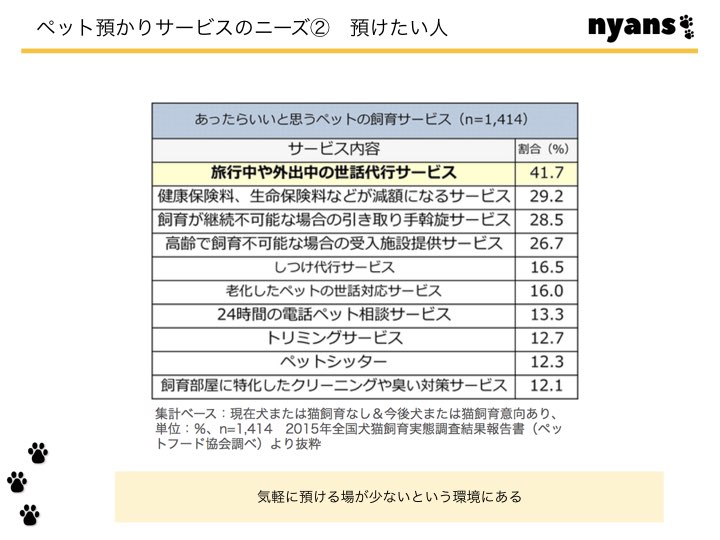 ペット預かりサービスのニーズ②　預けたい人
nyans
あったらいいと思うペットの飼育サービス（n=1,414）
サービス内容 割合（%）
旅行中や外出中の世話代行サービス 41.7
健康保険料、生命保険料などが減額になるサービス 29.2
飼育が継続不可能な場合の引き取り手斡旋サービス 28.5
高齢で飼育不可能な場合の受入施設提供サービス 26.7
しつけ代行サービス 16.5
老化したペットの世話対応サービス 16.0
24時間の電話ペット相談サービス 13.3
トリミングサービス 12.7
ペットシッター 12.3
飼育部屋に特化したクリーニングや臭い対策サービス 12.1
集計ベース：現在犬または猫飼育なし＆今後犬または猫飼育意向あり、
単位：％、n=1,414　2015年全国犬猫飼育実態調査結果報告書（ペッ
トフード協会調べ）より抜粋
気軽に預ける場が少ないという環境にある